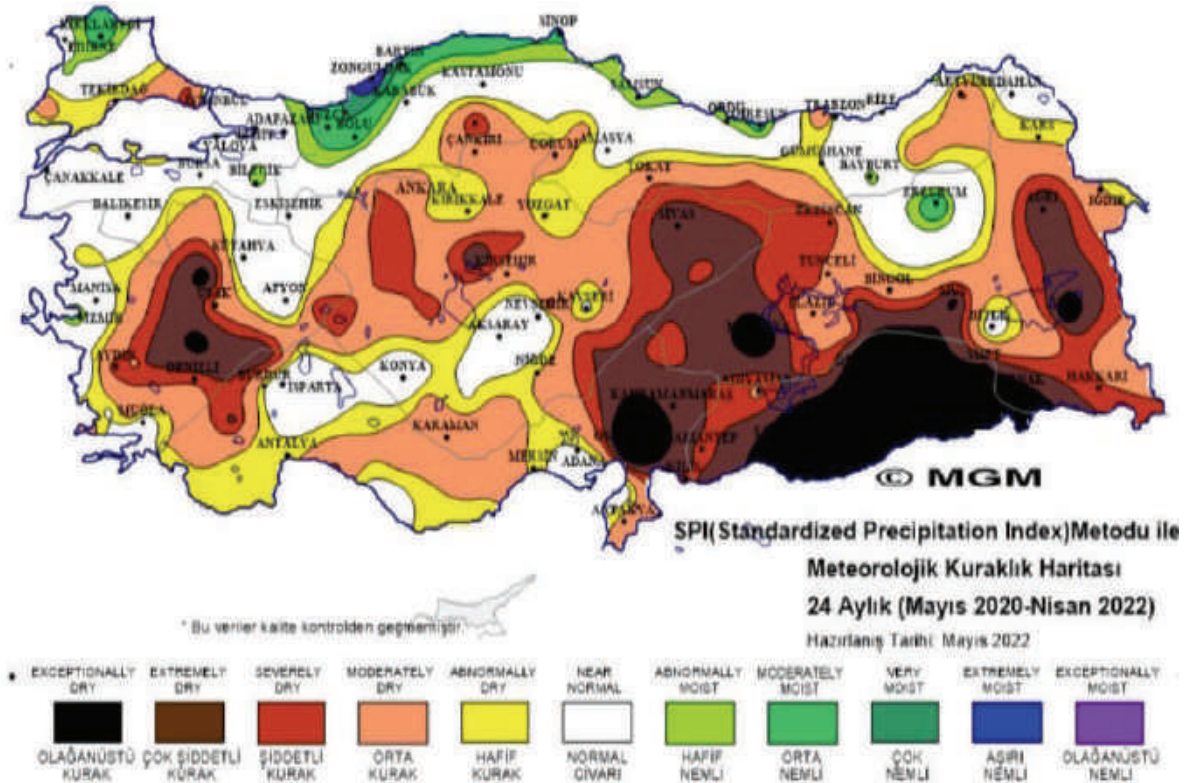 SİNOP
BARTIN
KASTAMONU
KARABÜK
EDİRNE
TEKİRDAĞ
ADAPAZARI
BOLU
SAMSUN
ORDU
TRABZON
RİZE
KARS
ÇANKIRI
ÇORUM
AMASYA
GÜMÜŞHANE
BAYBURT
YALOVA
BURSA
BİLECİK
ÇANAKKALE
ANKARA
KIRIKKALE
TOKAT
ERZURUM
AĞRI
IĞDIR
BALIKESİR
ESKİŞEHİR
YOZGAT
SİVAS
ERZİNCAN
KÜTAHYA
KIRŞEHİR
TUNCELİ
BİNGÖL
MANİSA
UŞAK
AFYON
NEVŞEHİR
KAYSERİ
ELAZIĞ
İZMİR
AKSARAY
AYDIN
DENİZLİ
BURDUR
ISPARTA
KONYA
NİĞDE
ADIYAMAN
HAKKARİ
MUĞLA
KAHRAMANMARAŞ
KARAMAN
ANTALYA
MERSİN
ADANA
GAZİANTEP
ANTAKYA
© MGM
SPI(Standardized Precipitation Index)Metodu ile
Meteorolojik Kuraklık Haritası
24 Aylık (Mayıs 2020-Nisan 2022)
Hazırlanış Tarihi: Mayıs 2022
* Bu veriler kalite kontrolden geçmemiştir.
EXCEPTIONALLY DRY
EXTREMELY DRY
SEVERELY DRY
MODERATELY DRY
ABNORMALLY DRY
NEAR NORMAL
ABNORMALLY MOIST
MODERATELY MOIST
VERY MOIST
EXTREMELY MOIST
EXCEPTIONALLY MOIST
OLAĞANÜSTÜ KURAK
ÇOK ŞİDDETLİ KURAK
ŞİDDETLİ KURAK
ORTA KURAK
HAFİF KURAK
NORMAL CİVARI
HAFİF NEMLİ
ORTA NEMLİ
ÇOK NEMLİ
AŞIRI NEMLİ
OLAĞANÜSTÜ NEMLİ